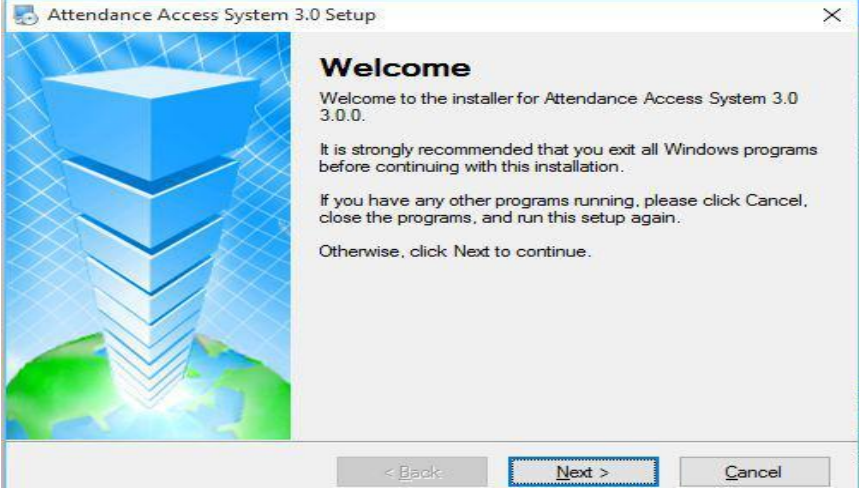 Attendance Access System 3.0 Setup
Welcome
Welcome to the installer for Attendance Access System 3.0
3.0.0.
It is strongly recommended that you exit all Windows programs
before continuing with this installation.
If you have any other programs running, please click Cancel,
close the programs, and run this setup again.
Otherwise, click Next to continue.
< Back
Next >
Cancel